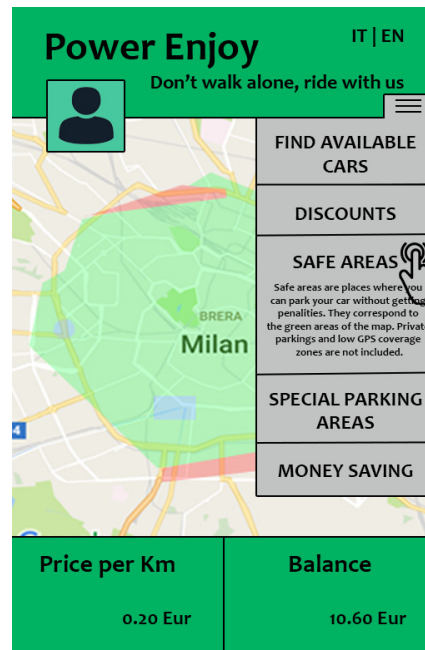 Power Enjoy
IT | EN
Don't walk alone, ride with us
FIND AVAILABLE
CARS
DISCOUNTS
SAFE AREAS
Safe areas are places where you
can park your car without getting
penalities. They correspond to
the green areas of the map. Private
parkings and low GPS coverage
zones are not included.
SPECIAL PARKING
AREAS
MONEY SAVING
BRERA
Milan
4
Price per Km
Balance
0.20 Eur
10.60 Eur